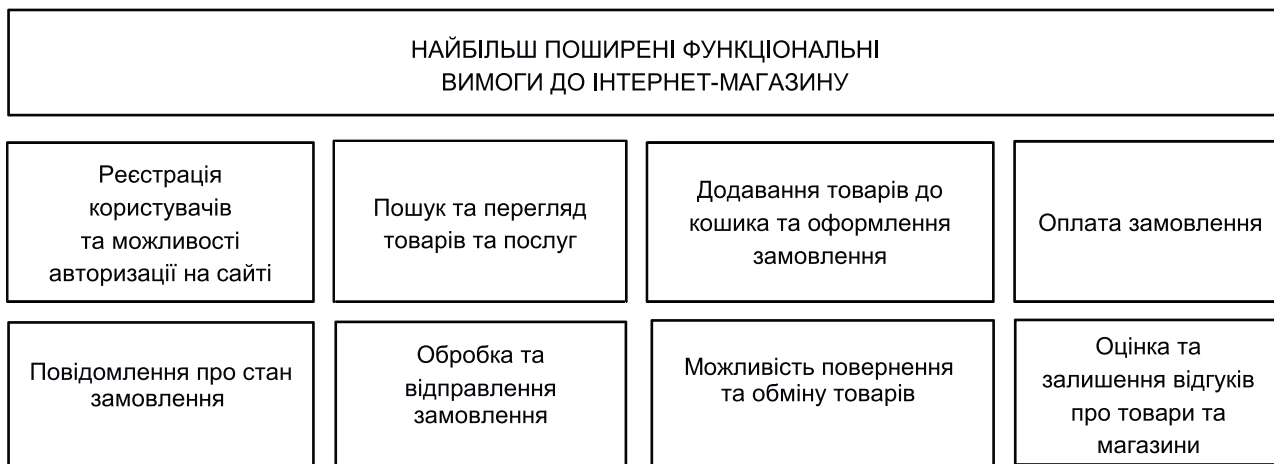 НАЙБІЛЬШ ПОШИРЕНІ ФУНКЦІОНАЛЬНІ
ВИМОГИ ДО ІНТЕРНЕТ-МАГАЗИНУ
Реєстрація
користувачів
та можливості
авторизації на сайті
Пошук та перегляд
товарів та послуг
Додавання товарів до
кошика та оформлення
замовлення
Оплата замовлення
Повідомлення про стан
замовлення
Обробка та
відправлення
замовлення
Можливість повернення
та обміну товарів
Оцінка та
залишення відгуків
про товари та
магазини